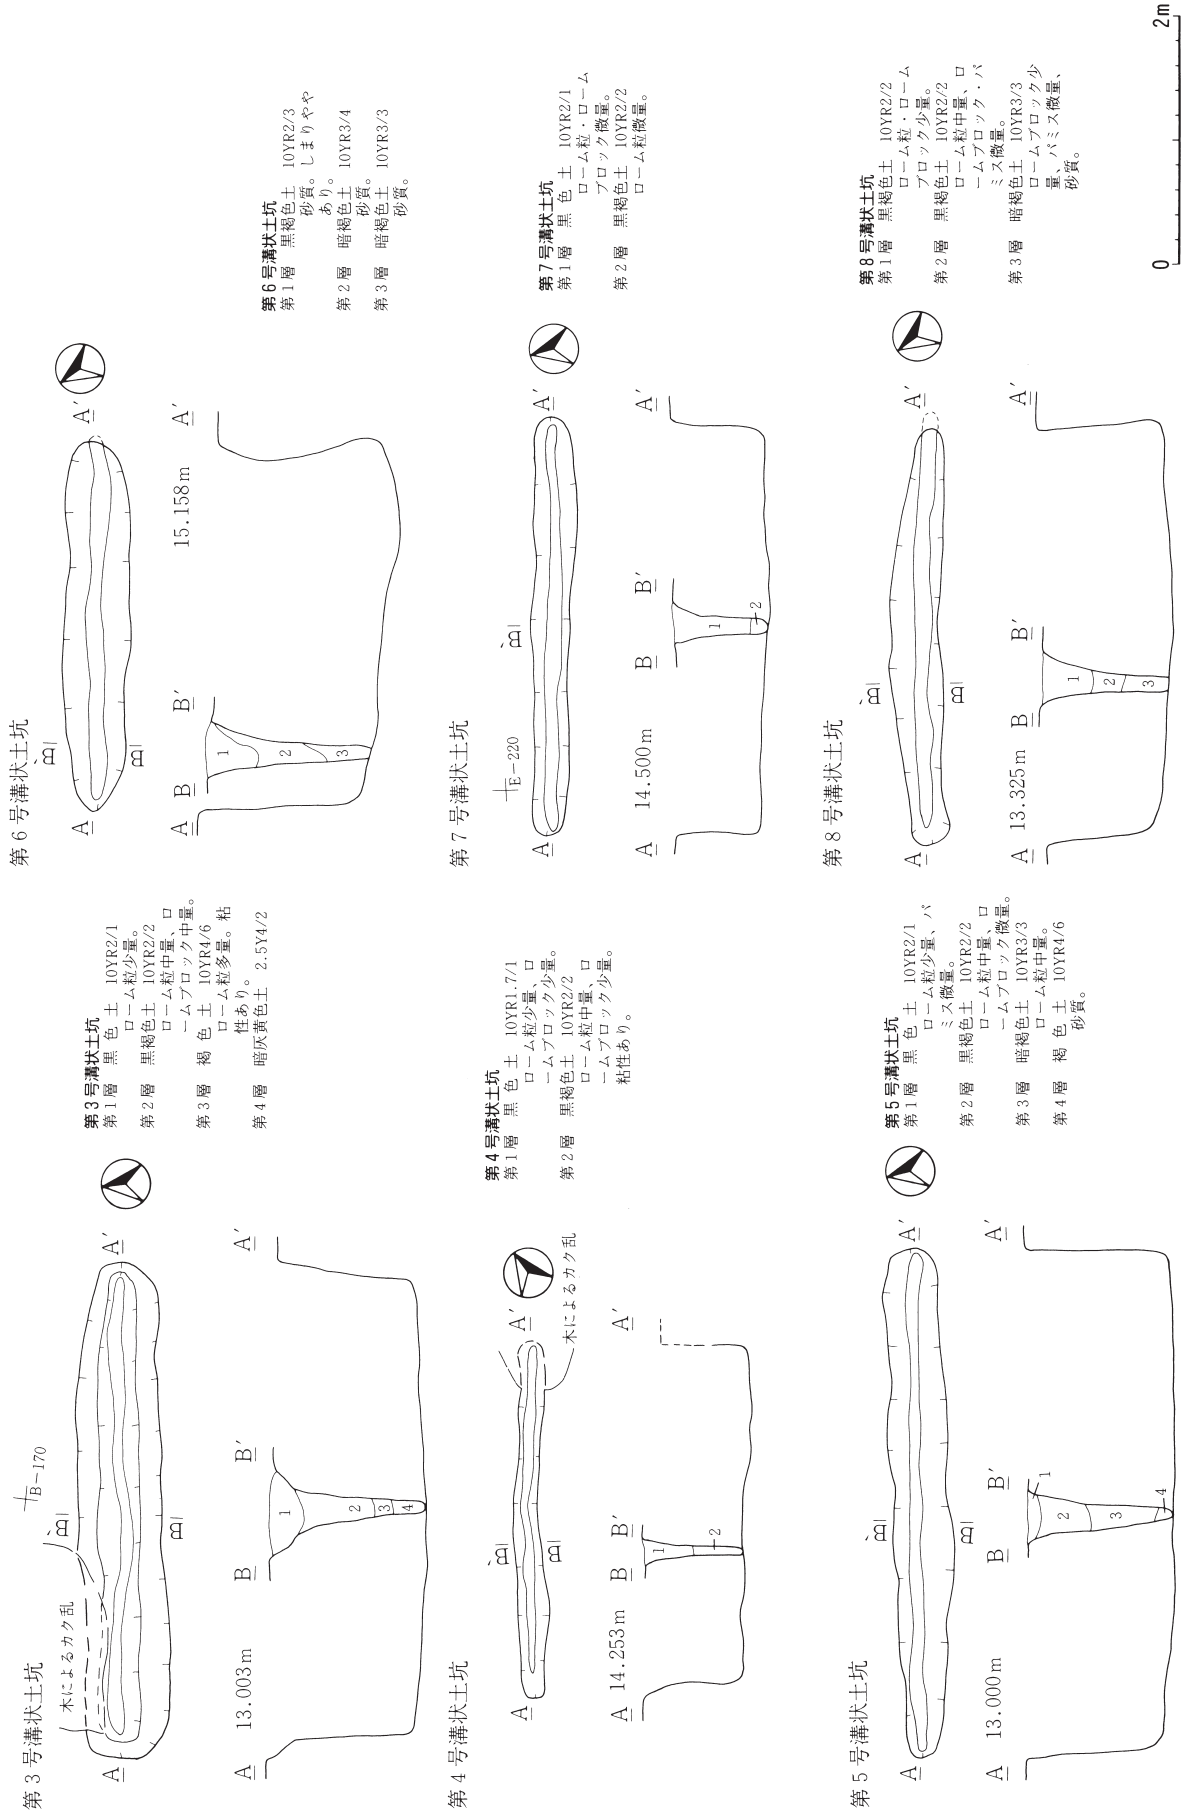 第3号溝状土坑
B-170
木によるカク乱
A
A′
B
B′
A
13.003m
B
B′
A′
1
2
3
4
第3号溝状土坑
第1層　黒 色 土　10YR2/1
ローム粒少量。
第2層　黒褐色土　10YR2/2
ローム粒中量、ロ
ームブロック中量。
第3層　褐 色 土　10YR4/6
ローム粒多量。粘
性あり。
第4層　暗灰黄色土　2.5Y4/2
第4号溝状土坑
A
A′
B
B′
木によるカク乱
A
14.253m
B
B′
A′
1
2
第4号溝状土坑
第1層　黒 色 土　10YR1.7/1
ローム粒少量、ロ
ームブロック少量。
第2層　黒褐色土　10YR2/2
ローム粒中量、ロ
ームブロック少量。
粘性あり。
第5号溝状土坑
A
A′
B
B′
A
13.000m
B
B′
A′
1
2
3
4
第5号溝状土坑
第1層　黒 色 土　10YR2/1
ローム粒少量、パ
ミス微量。
第2層　黒褐色土　10YR2/2
ローム粒中量、ロ
ームブロック微量。
第3層　暗褐色土　10YR3/3
ローム粒中量。
第4層　褐 色 土　10YR4/6
砂質。
第6号溝状土坑
A
A′
B
B′
A
B
B′
15.158m
A′
1
2
3
第6号溝状土坑
第1層　黒褐色土　10YR2/3
砂質。しまりやや
あり。
第2層　暗褐色土　10YR3/4
砂質。
第3層　暗褐色土　10YR3/3
砂質。
第7号溝状土坑
E-220
A
A′
B′
A
14.500m
B
B′
A′
1
2
第7号溝状土坑
第1層　黒 色 土　10YR2/1
ローム粒・ローム
ブロック微量。
第2層　黒褐色土　10YR2/2
ローム粒微量。
第8号溝状土坑
A
A′
B
B′
A
13.325m
B
B′
A′
1
2
3
第8号溝状土坑
第1層　黒褐色土　10YR2/2
ローム粒・ローム
ブロック少量。
第2層　黒褐色土　10YR2/2
ローム粒中量、ロ
ームブロック・パ
ミス微量。
第3層　暗褐色土　10YR3/3
ロームブロック少
量、パミス微量、
砂質。
0
2m